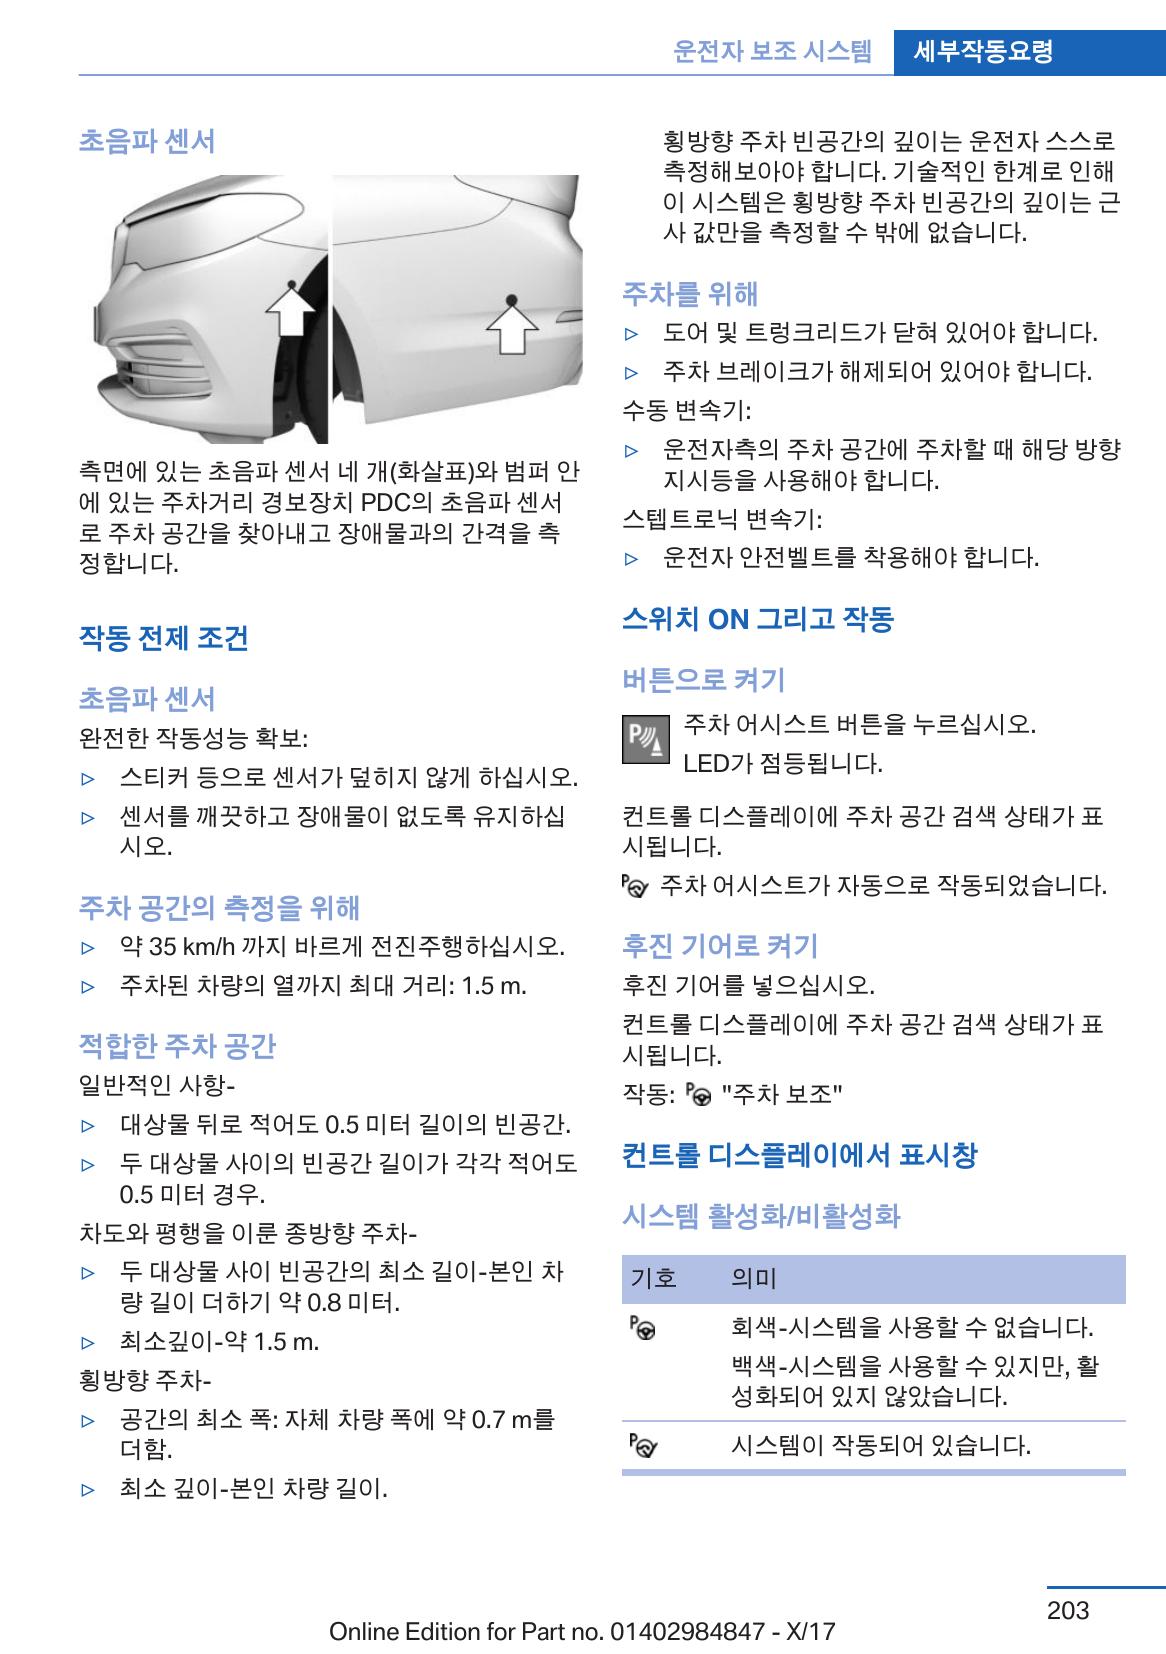 운전자 보조 시스템 세부작동요령
초음파 센서
측면에 있는 초음파 센서 네 개(화살표)와 범퍼 안
에 있는 주차거리 경보장치 PDC의 초음파 센서
로 주차 공간을 찾아내고 장애물과의 간격을 측
정합니다.
작동 전제 조건
초음파 센서
완전한 작동성능 확보:
▷ 스티커 등으로 센서가 덮히지 않게 하십시오.
▷ 센서를 깨끗하고 장애물이 없도록 유지하십
시오.
주차 공간의 측정을 위해
▷ 약 35 km/h 까지 바르게 전진주행하십시오.
▷ 주차된 차량의 열까지 최대 거리: 1.5 m.
적합한 주차 공간
일반적인 사항-
▷ 대상물 뒤로 적어도 0.5 미터 길이의 빈공간.
▷ 두 대상물 사이의 빈공간 길이가 각각 적어도
0.5 미터 경우.
차도와 평행을 이룬 종방향 주차-
▷ 두 대상물 사이 빈공간의 최소 길이-본인 차
량 길이 더하기 약 0.8 미터.
▷ 최소깊이-약 1.5 m.
횡방향 주차-
▷ 공간의 최소 폭: 자체 차량 폭에 약 0.7 m를
더함.
▷ 최소 깊이-본인 차량 길이.
횡방향 주차 빈공간의 깊이는 운전자 스스로
측정해보아야 합니다. 기술적인 한계로 인해
이 시스템은 횡방향 주차 빈공간의 깊이는 근
사 값만을 측정할 수 밖에 없습니다.
주차를 위해
▷ 도어 및 트렁크리드가 닫혀 있어야 합니다.
▷ 주차 브레이크가 해제되어 있어야 합니다.
수동 변속기:
▷ 운전자측의 주차 공간에 주차할 때 해당 방향
지시등을 사용해야 합니다.
스텝트로닉 변속기:
▷ 운전자 안전벨트를 착용해야 합니다.
스위치 ON 그리고 작동
버튼으로 켜기
P 주차 어시스트 버튼을 누르십시오.
LED가 점등됩니다.
컨트롤 디스플레이에 주차 공간 검색 상태가 표
시됩니다.
P 주차 어시스트가 자동으로 작동되었습니다.
후진 기어로 켜기
후진 기어를 넣으십시오.
컨트롤 디스플레이에 주차 공간 검색 상태가 표
시됩니다.
작동: P "주차 보조"
컨트롤 디스플레이에서 표시창
시스템 활성화/비활성화
기호 의미
P 회색-시스템을 사용할 수 없습니다.
백색-시스템을 사용할 수 있지만, 활
성화되어 있지 않았습니다.
P 시스템이 작동되어 있습니다.
203
Online Edition for Part no. 01402984847 - X/17